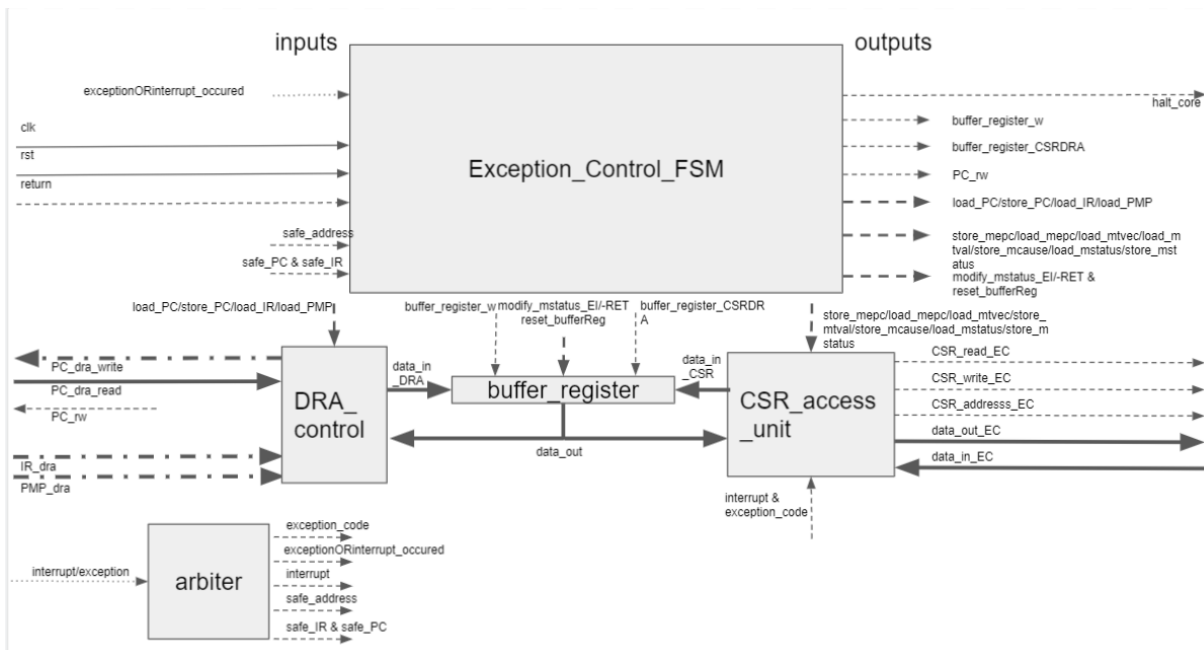 inputs
outputs
exceptionORinterrupt_occured
halt_core
clk
buffer_register_w
rst
buffer_register_CSRDRA
Exception_Control_FSM
return
PC_rw
load_PC/store_PC/load_IR/load_PMP
safe_address
store_mepc/load_mepc/load_mtvec/load_m
tval/store_mcause/load_mstatus/store_mst
atus
safe_PC & safe_IR
modify_mstatus_EI/-RET &
reset_bufferReg
load_PC/store_PC/load_IR/load_PMP
buffer_register_w
modify_mstatus_EI/-RET
reset_bufferReg
buffer_register_CSRDR
A
store_mepc/load_mepc/load_mtvec/store_
mtval/store_mcause/load_mstatus/store_m
status
PC_dra_write
PC_dra_read
PC_rw
IR_dra
PMP_dra
DRA_
control
data_in
_DRA
buffer_register
data_in
_CSR
data_out
CSR_access
_unit
CSR_read_EC
CSR_write_EC
CSR_addresss_EC
data_out_EC
data_in_EC
interrupt &
exception_code
interrupt/exception
arbiter
exception_code
exceptionORinterrupt_occured
interrupt
safe_address
safe_IR & safe_PC